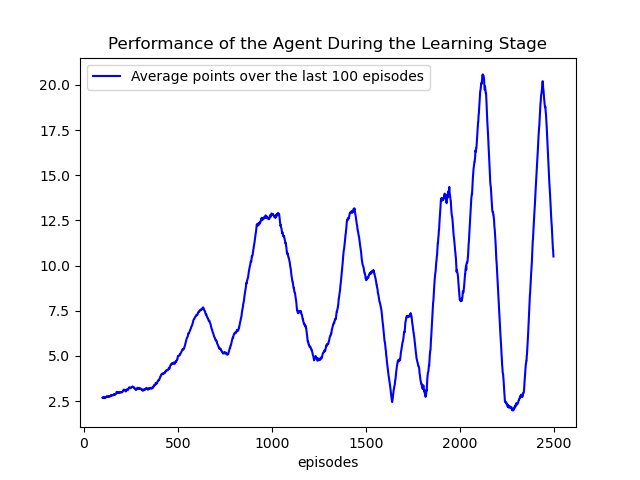 Performance of the Agent During the Learning Stage
Average points over the last 100 episodes
20.0
17.5
15.0
12.5
10.0
7.5
5.0
2.5
0 500 1000 1500 2000 2500
episodes